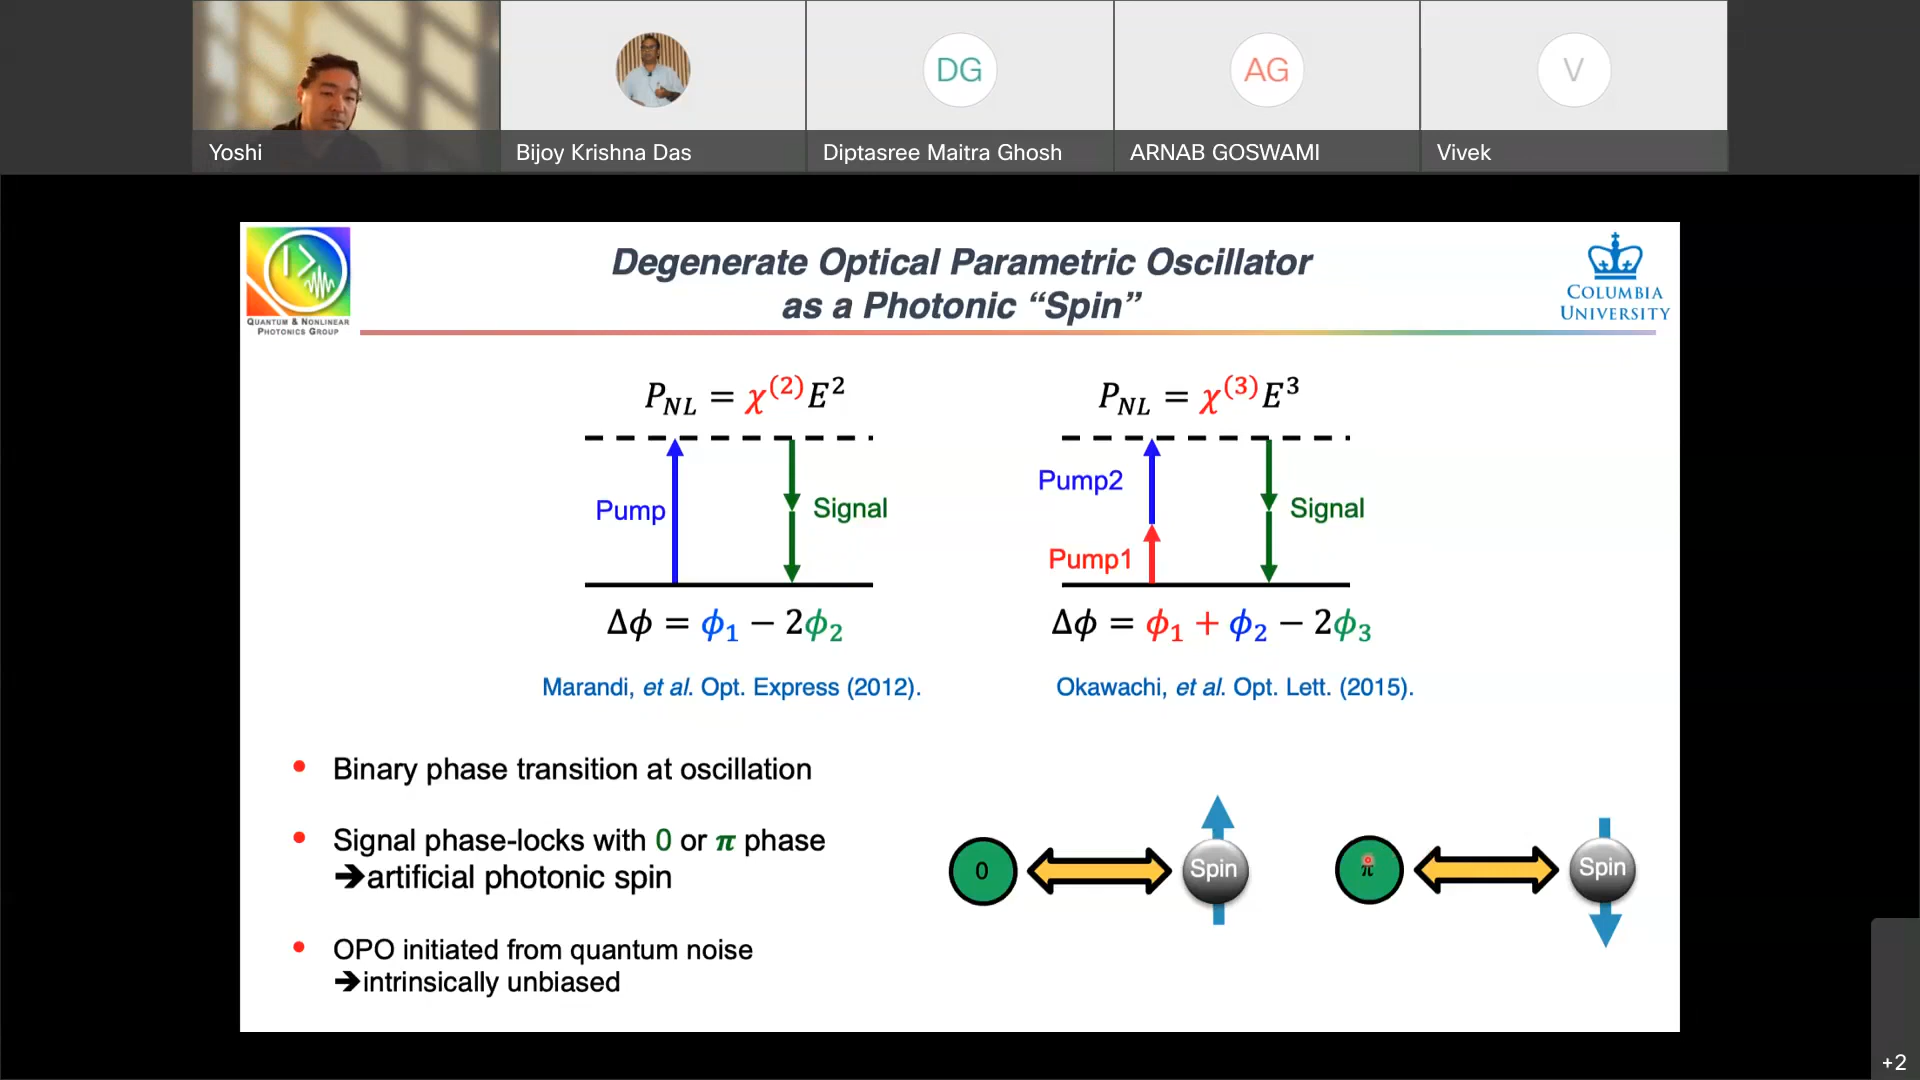 Yoshi
Bijoy Krishna Das
DG
Diptasree Maitra Ghosh
AG
ARNAB GOSWAMI
V
Vivek
QUANTUM & NONLINEAR
PHOTONICS GROUP
Degenerate Optical Parametric Oscillator
as a Photonic “Spin”
COLUMBIA
UNIVERSITY
P_NL = χ^(2)E^2
Pump
Signal
Δϕ = ϕ_1 − 2ϕ_2
Marandi, et al. Opt. Express (2012).
P_NL = χ^(3)E^3
Pump2
Pump1
Signal
Δϕ = ϕ_1 + ϕ_2 − 2ϕ_3
Okawachi, et al. Opt. Lett. (2015).
• Binary phase transition at oscillation
• Signal phase-locks with 0 or π phase
➔artificial photonic spin
• OPO initiated from quantum noise
➔intrinsically unbiased
0
Spin
π
Spin
+2